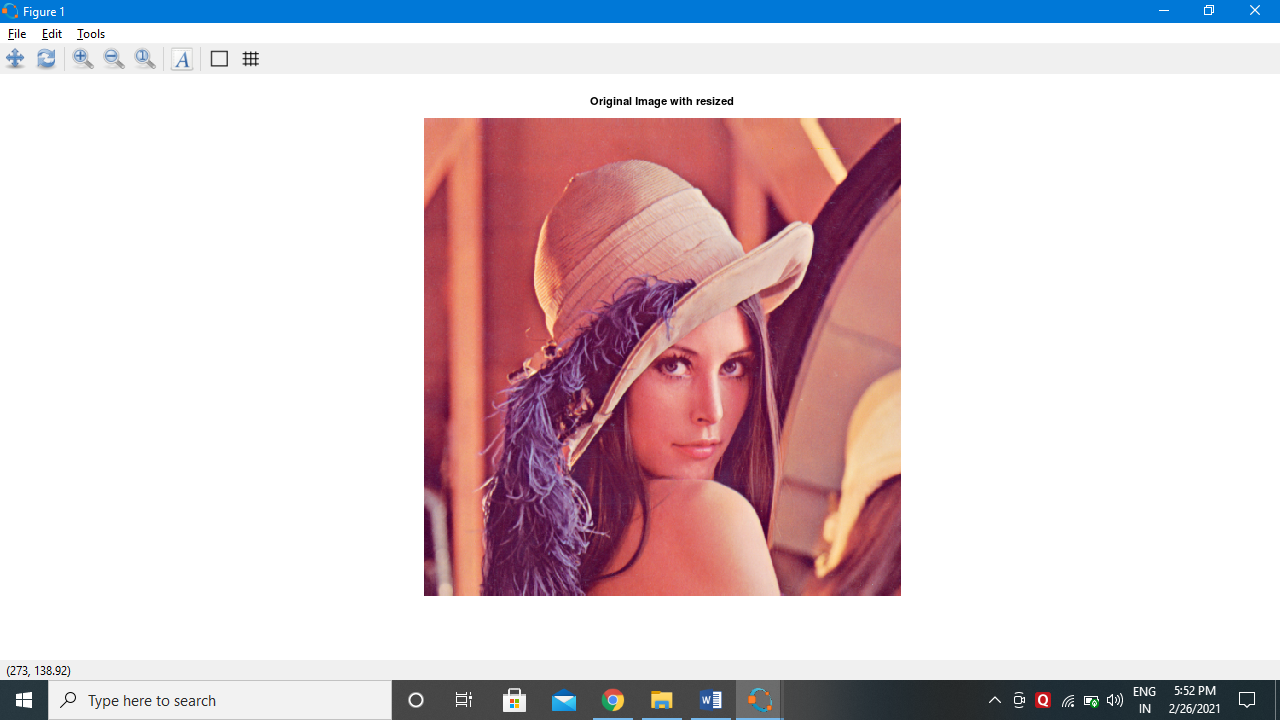 Figure 1
File Edit Tools
A
Original Image with resized
(273, 138.92)
Type here to search
ENG
IN
5:52 PM
2/26/2021